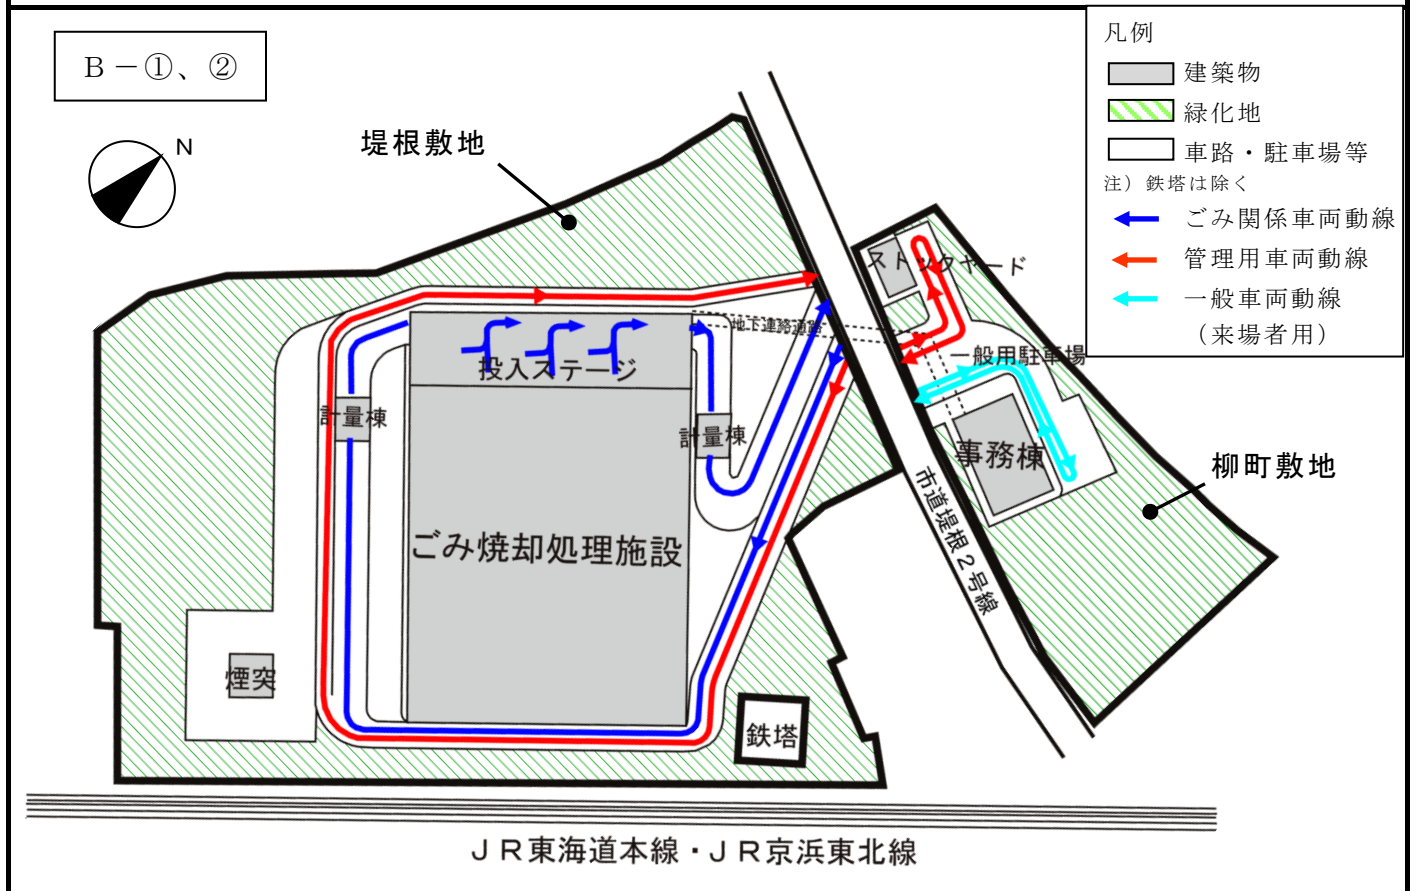 B－①、②
N
堤根敷地
凡例
建築物
緑化地
車路・駐車場等
注）鉄塔は除く
ごみ関係車両動線
管理用車両動線
一般車両動線
（来場者用）
ストックヤード
地下連絡通路
一般用駐車場
投入ステージ
計量棟
計量棟
事務棟
柳町敷地
市道堤根２号線
ごみ焼却処理施設
煙突
鉄塔
ＪＲ東海道本線・ＪＲ京浜東北線